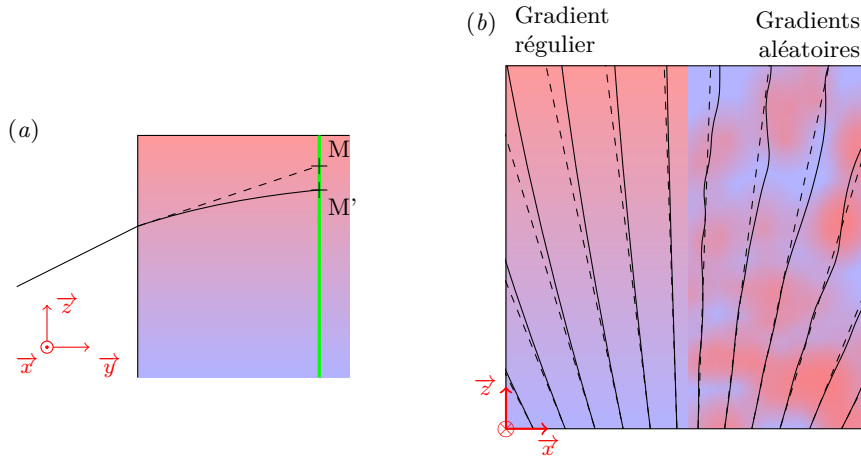 (a)
M
M'
z
x
y
(b)
Gradient
régulier
Gradients
aléatoires
z
x